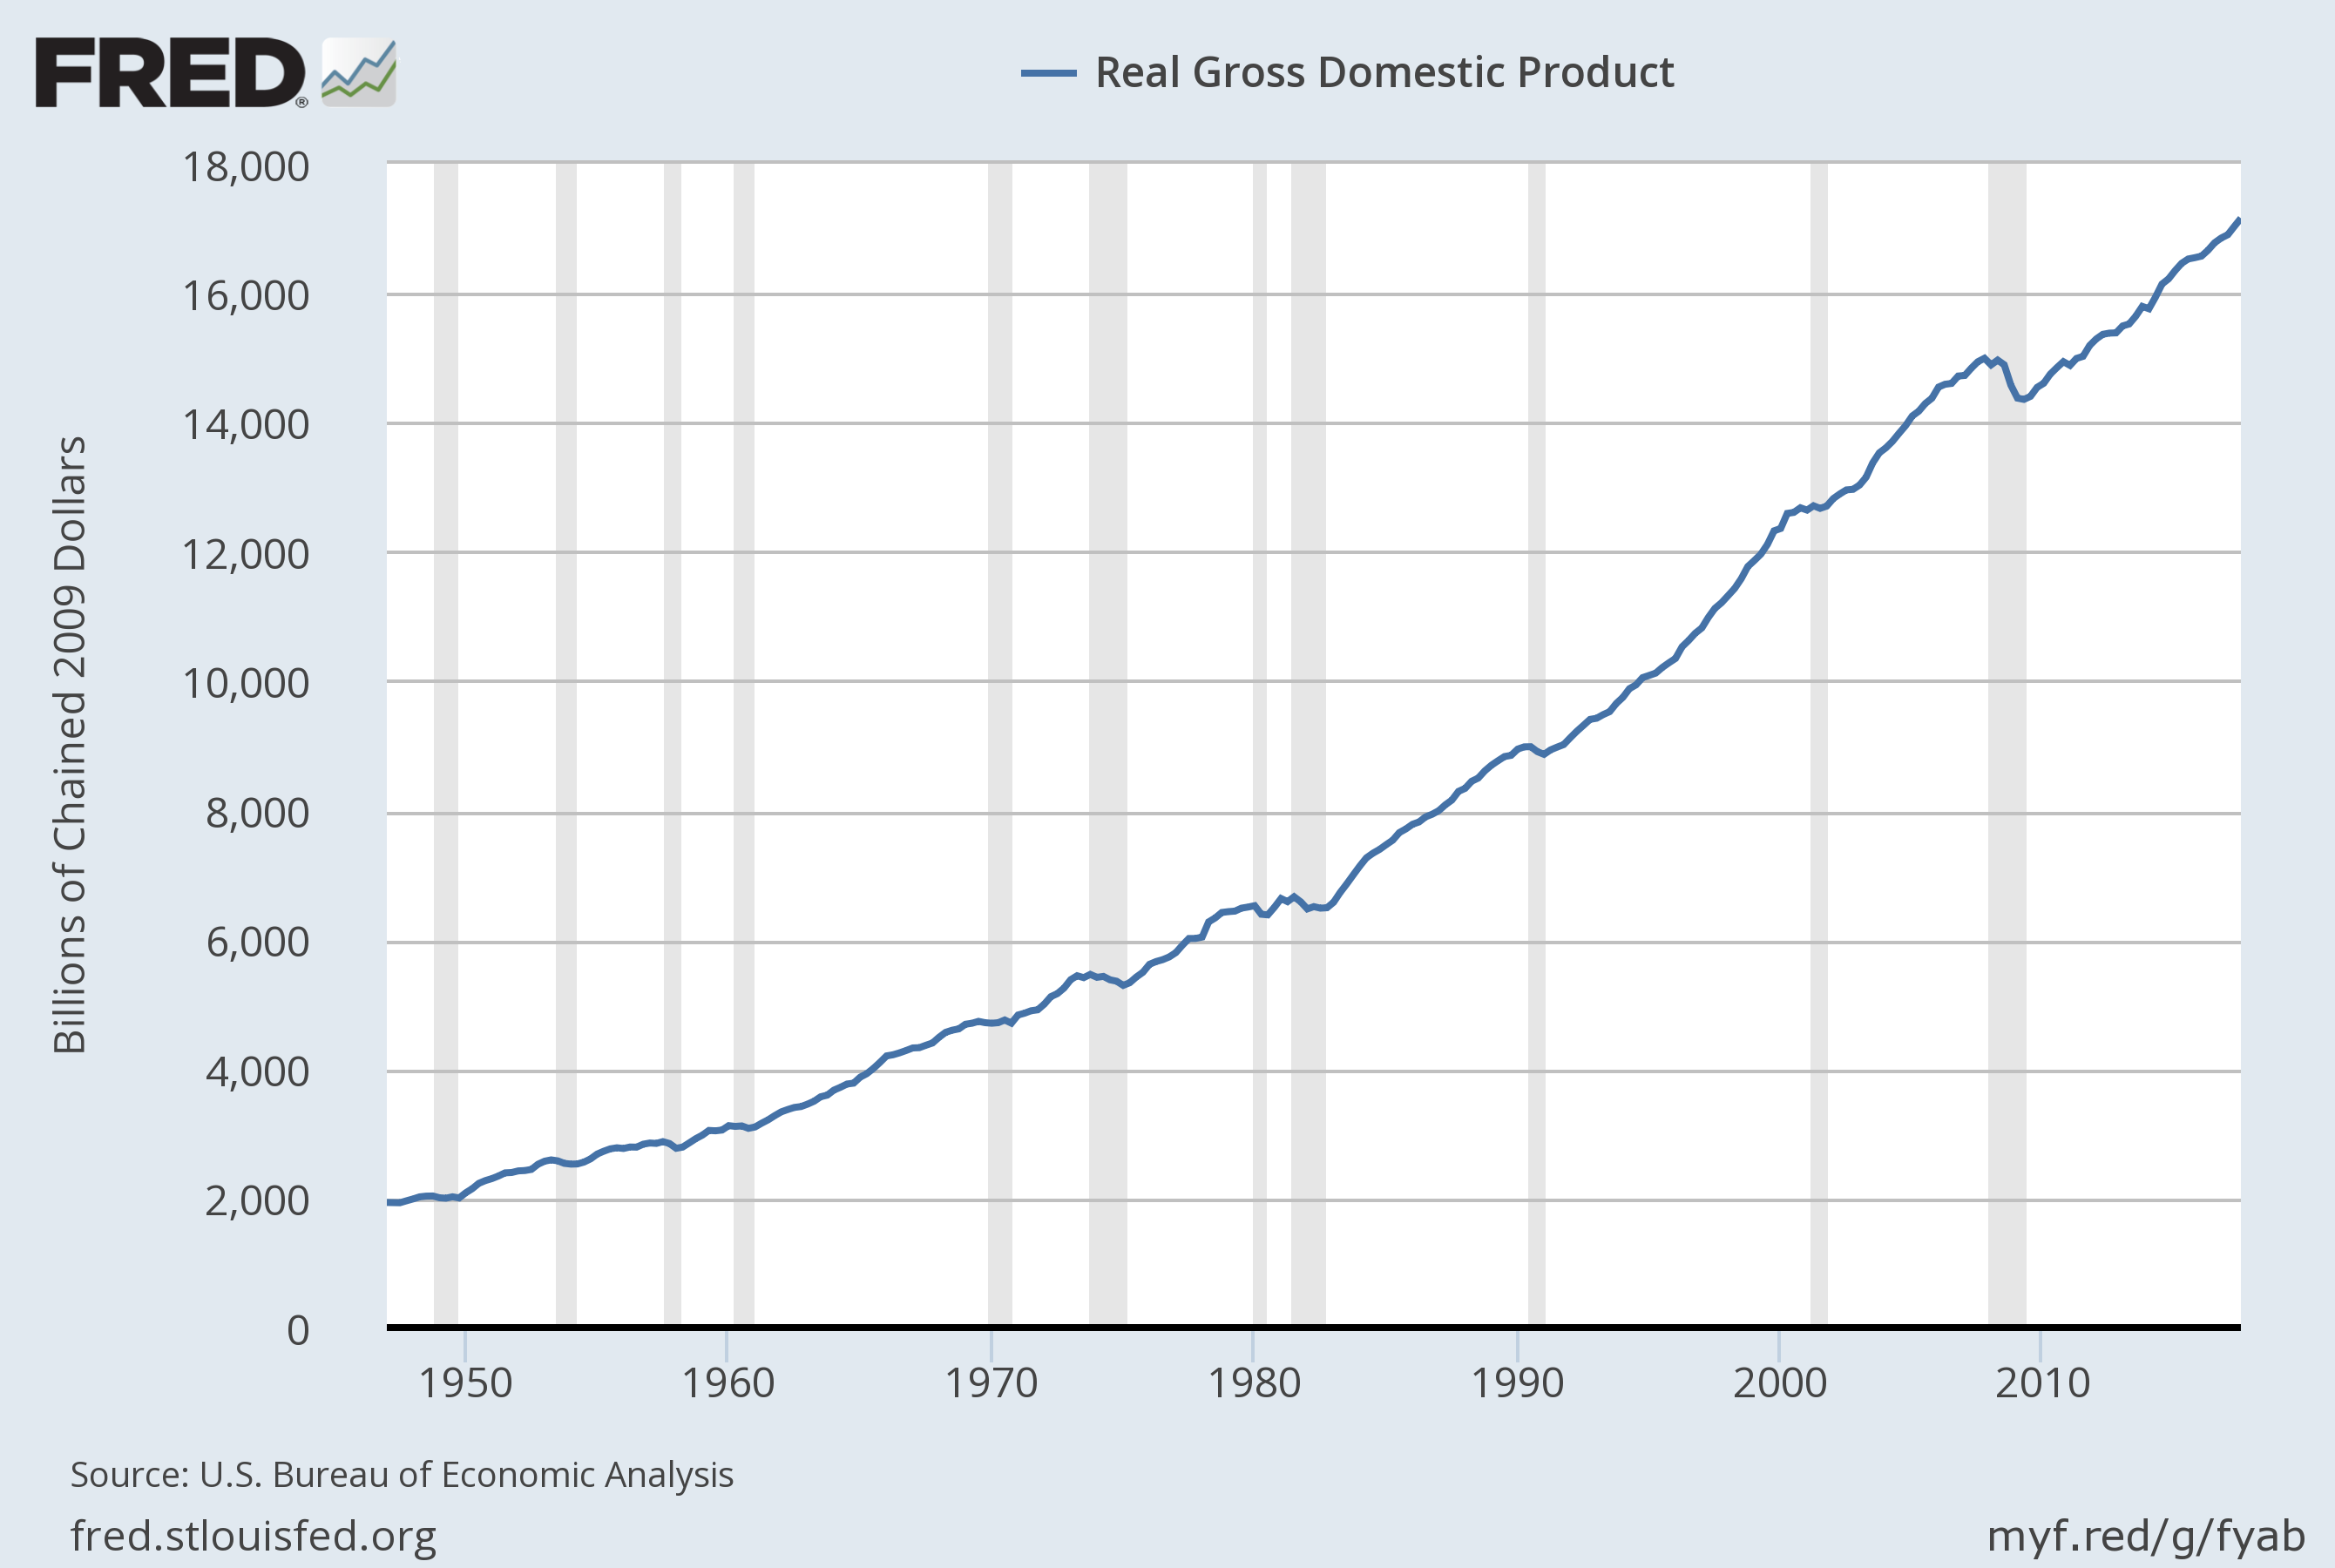 FRED®
Real Gross Domestic Product
Billions of Chained 2009 Dollars
18,000
16,000
14,000
12,000
10,000
8,000
6,000
4,000
2,000
0
1950 1960 1970 1980 1990 2000 2010
Source: U.S. Bureau of Economic Analysis
fred.stlouisfed.org myf.red/g/fyab